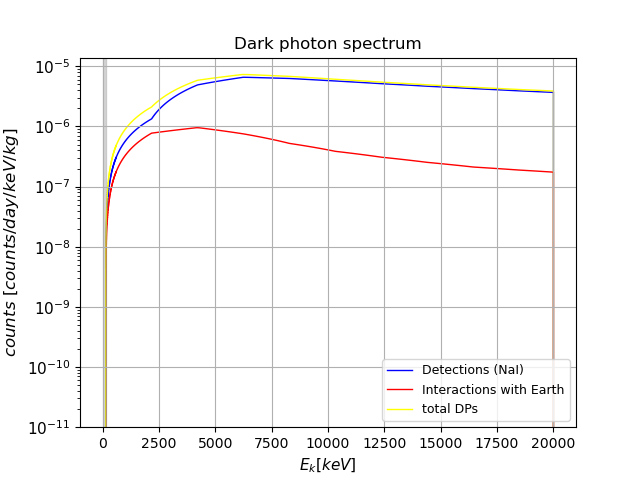 Dark photon spectrum
10⁻⁵
10⁻⁶
10⁻⁷
10⁻⁸
10⁻⁹
10⁻¹⁰
10⁻¹¹
counts [counts/day/keV/kg]
Detections (NaI)
Interactions with Earth
total DPs
0 2500 5000 7500 10000 12500 15000 17500 20000
Eₖ[keV]